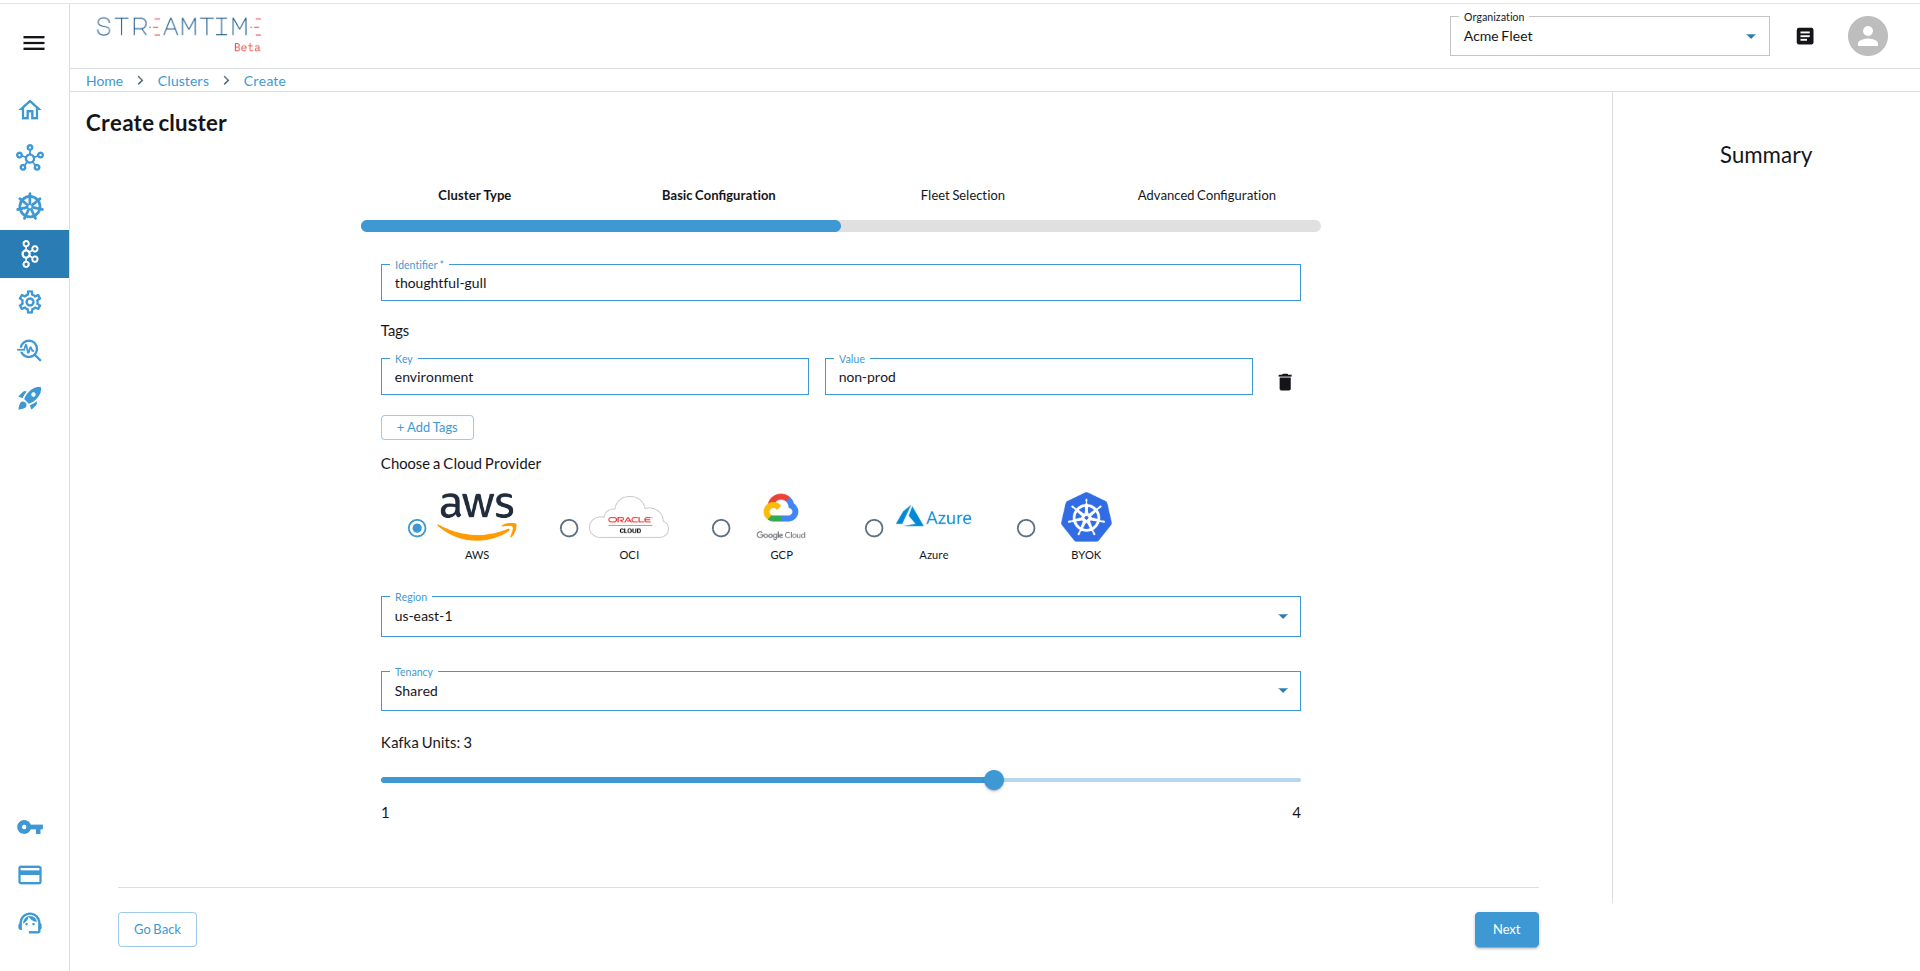 STREAMTIME
Beta
Organization
Acme Fleet
Home > Clusters > Create
Create cluster
Summary
Cluster Type
Basic Configuration
Fleet Selection
Advanced Configuration
Identifier *
thoughtful-gull
Tags
Key
environment
Value
non-prod
+ Add Tags
Choose a Cloud Provider
aws
AWS
ORACLE
CLOUD
OCI
Google Cloud
GCP
Azure
Azure
BYOK
Region
us-east-1
Tenancy
Shared
Kafka Units: 3
1
4
Go Back
Next